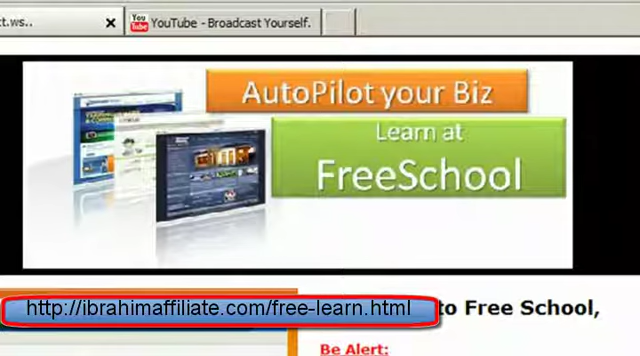 ct.ws..
YouTube - Broadcast Yourself.
AutoPilot your Biz
Learn at
FreeSchool
http://ibrahimaffiliate.com/free-learn.html
to Free School,
Be Alert: